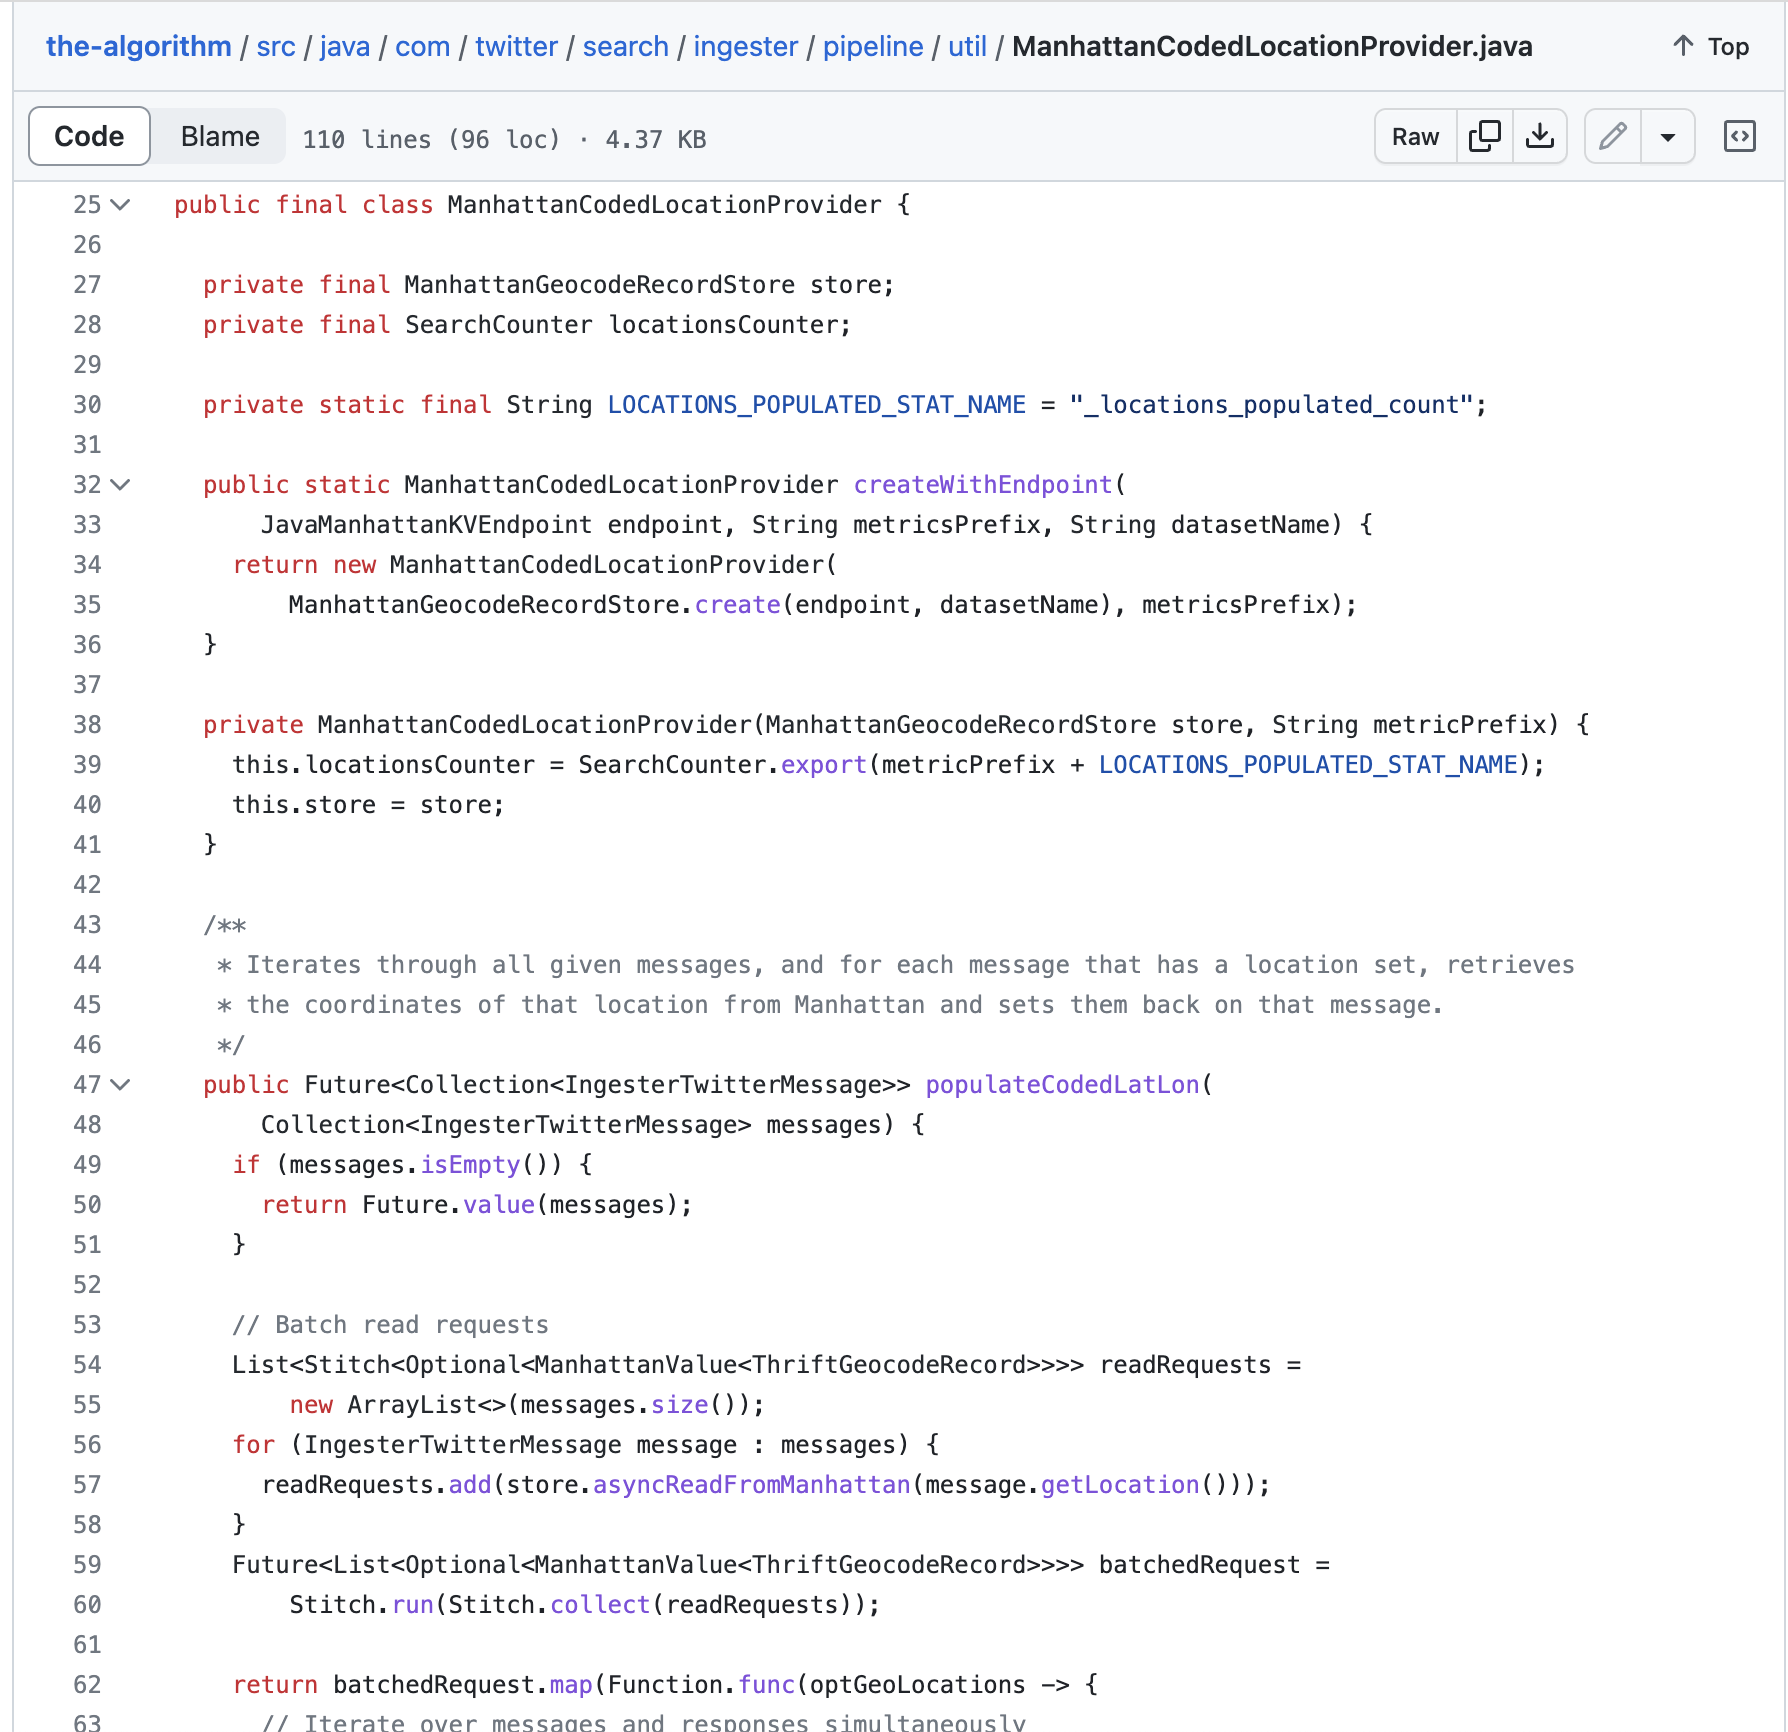 the-algorithm / src / java / com / twitter / search / ingester / pipeline / util / ManhattanCodedLocationProvider.java ↑ Top
Code Blame 110 lines (96 loc) · 4.37 KB Raw
25 public final class ManhattanCodedLocationProvider {
26
27   private final ManhattanGeocodeRecordStore store;
28   private final SearchCounter locationsCounter;
29
30   private static final String LOCATIONS_POPULATED_STAT_NAME = "_locations_populated_count";
31
32   public static ManhattanCodedLocationProvider createWithEndpoint(
33       JavaManhattanKVEndpoint endpoint, String metricsPrefix, String datasetName) {
34     return new ManhattanCodedLocationProvider(
35         ManhattanGeocodeRecordStore.create(endpoint, datasetName), metricsPrefix);
36   }
37
38   private ManhattanCodedLocationProvider(ManhattanGeocodeRecordStore store, String metricPrefix) {
39     this.locationsCounter = SearchCounter.export(metricPrefix + LOCATIONS_POPULATED_STAT_NAME);
40     this.store = store;
41   }
42
43   /**
44    * Iterates through all given messages, and for each message that has a location set, retrieves
45    * the coordinates of that location from Manhattan and sets them back on that message.
46    */
47   public Future<Collection<IngesterTwitterMessage>> populateCodedLatLon(
48       Collection<IngesterTwitterMessage> messages) {
49     if (messages.isEmpty()) {
50       return Future.value(messages);
51     }
52
53     // Batch read requests
54     List<Stitch<Optional<ManhattanValue<ThriftGeocodeRecord>>>> readRequests =
55         new ArrayList<>(messages.size());
56     for (IngesterTwitterMessage message : messages) {
57       readRequests.add(store.asyncReadFromManhattan(message.getLocation()));
58     }
59     Future<List<Optional<ManhattanValue<ThriftGeocodeRecord>>>> batchedRequest =
60         Stitch.run(Stitch.collect(readRequests));
61
62     return batchedRequest.map(Function.func(optGeoLocations -> {
63       // Iterate over messages and responses simultaneously